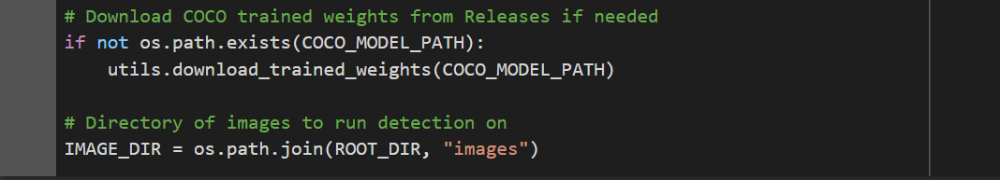 # Download COCO trained weights from Releases if needed
if not os.path.exists(COCO_MODEL_PATH):
    utils.download_trained_weights(COCO_MODEL_PATH)

# Directory of images to run detection on
IMAGE_DIR = os.path.join(ROOT_DIR, "images")